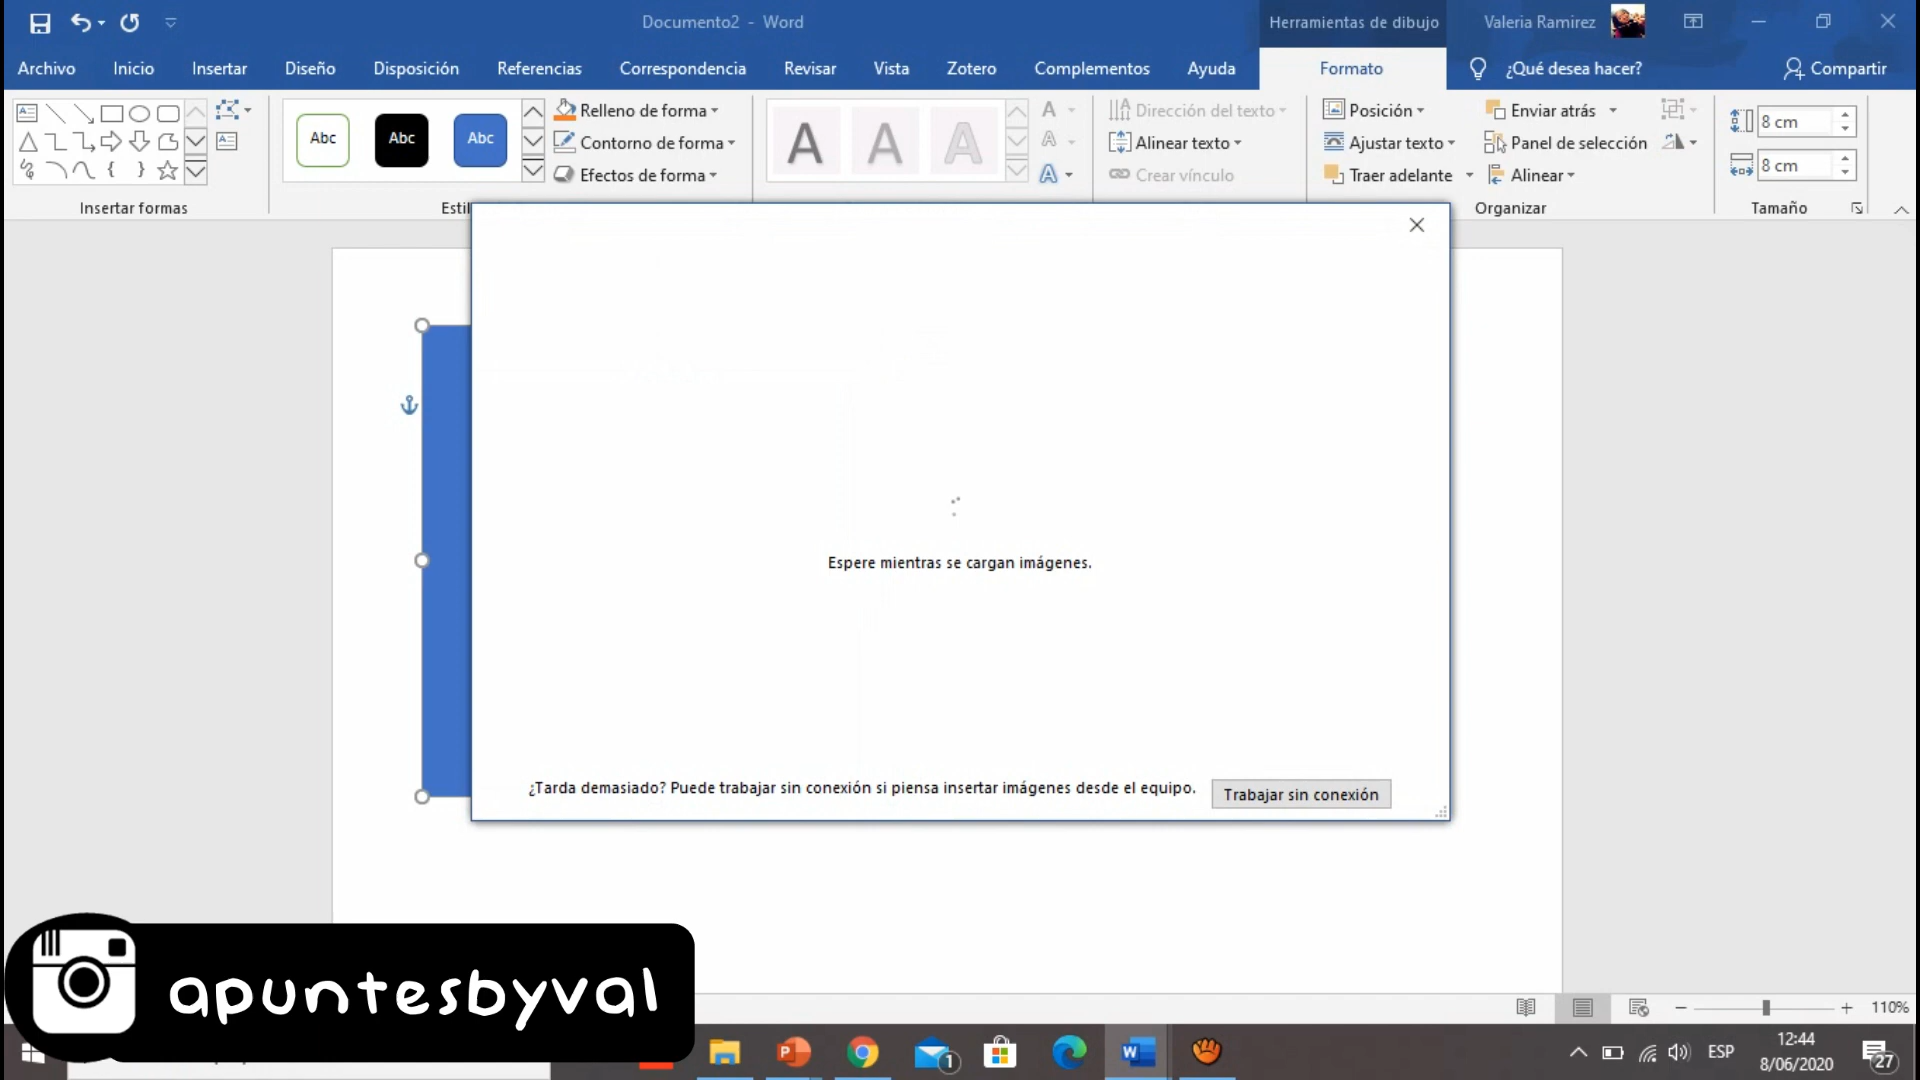 Documento2 - Word
Herramientas de dibujo
Valeria Ramirez
Archivo Inicio Insertar Diseño Disposición Referencias Correspondencia Revisar Vista Zotero Complementos Ayuda Formato ¿Qué desea hacer? Compartir
Abc Abc Abc
Relleno de forma
Contorno de forma
Efectos de forma
A A A
A
A
A
Dirección del texto
Alinear texto
Crear vínculo
Posición
Ajustar texto
Traer adelante
Enviar atrás
Panel de selección
Alinear
8 cm
8 cm
Insertar formas
Estil
Organizar
Tamaño
Espere mientras se cargan imágenes.
¿Tarda demasiado? Puede trabajar sin conexión si piensa insertar imágenes desde el equipo.
Trabajar sin conexión
apuntesbyval
110%
1
ESP
12:44
8/06/2020
27